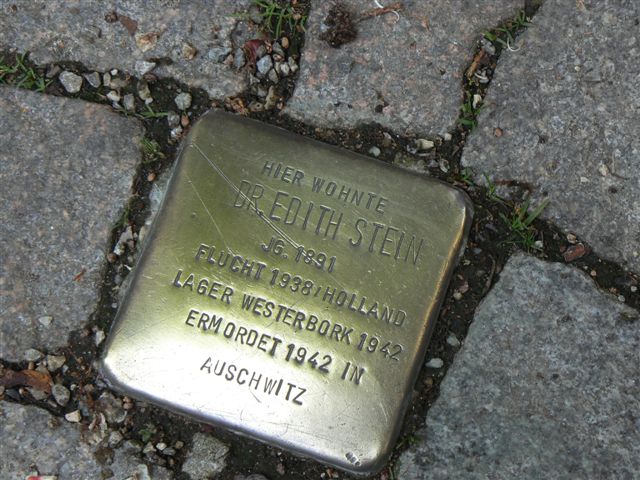 HIER WOHNTE
DR. EDITH STEIN
JG. 1891
FLUCHT 1938/HOLLAND
LAGER WESTERBORK 1942
ERMORDET 1942 IN
AUSCHWITZ